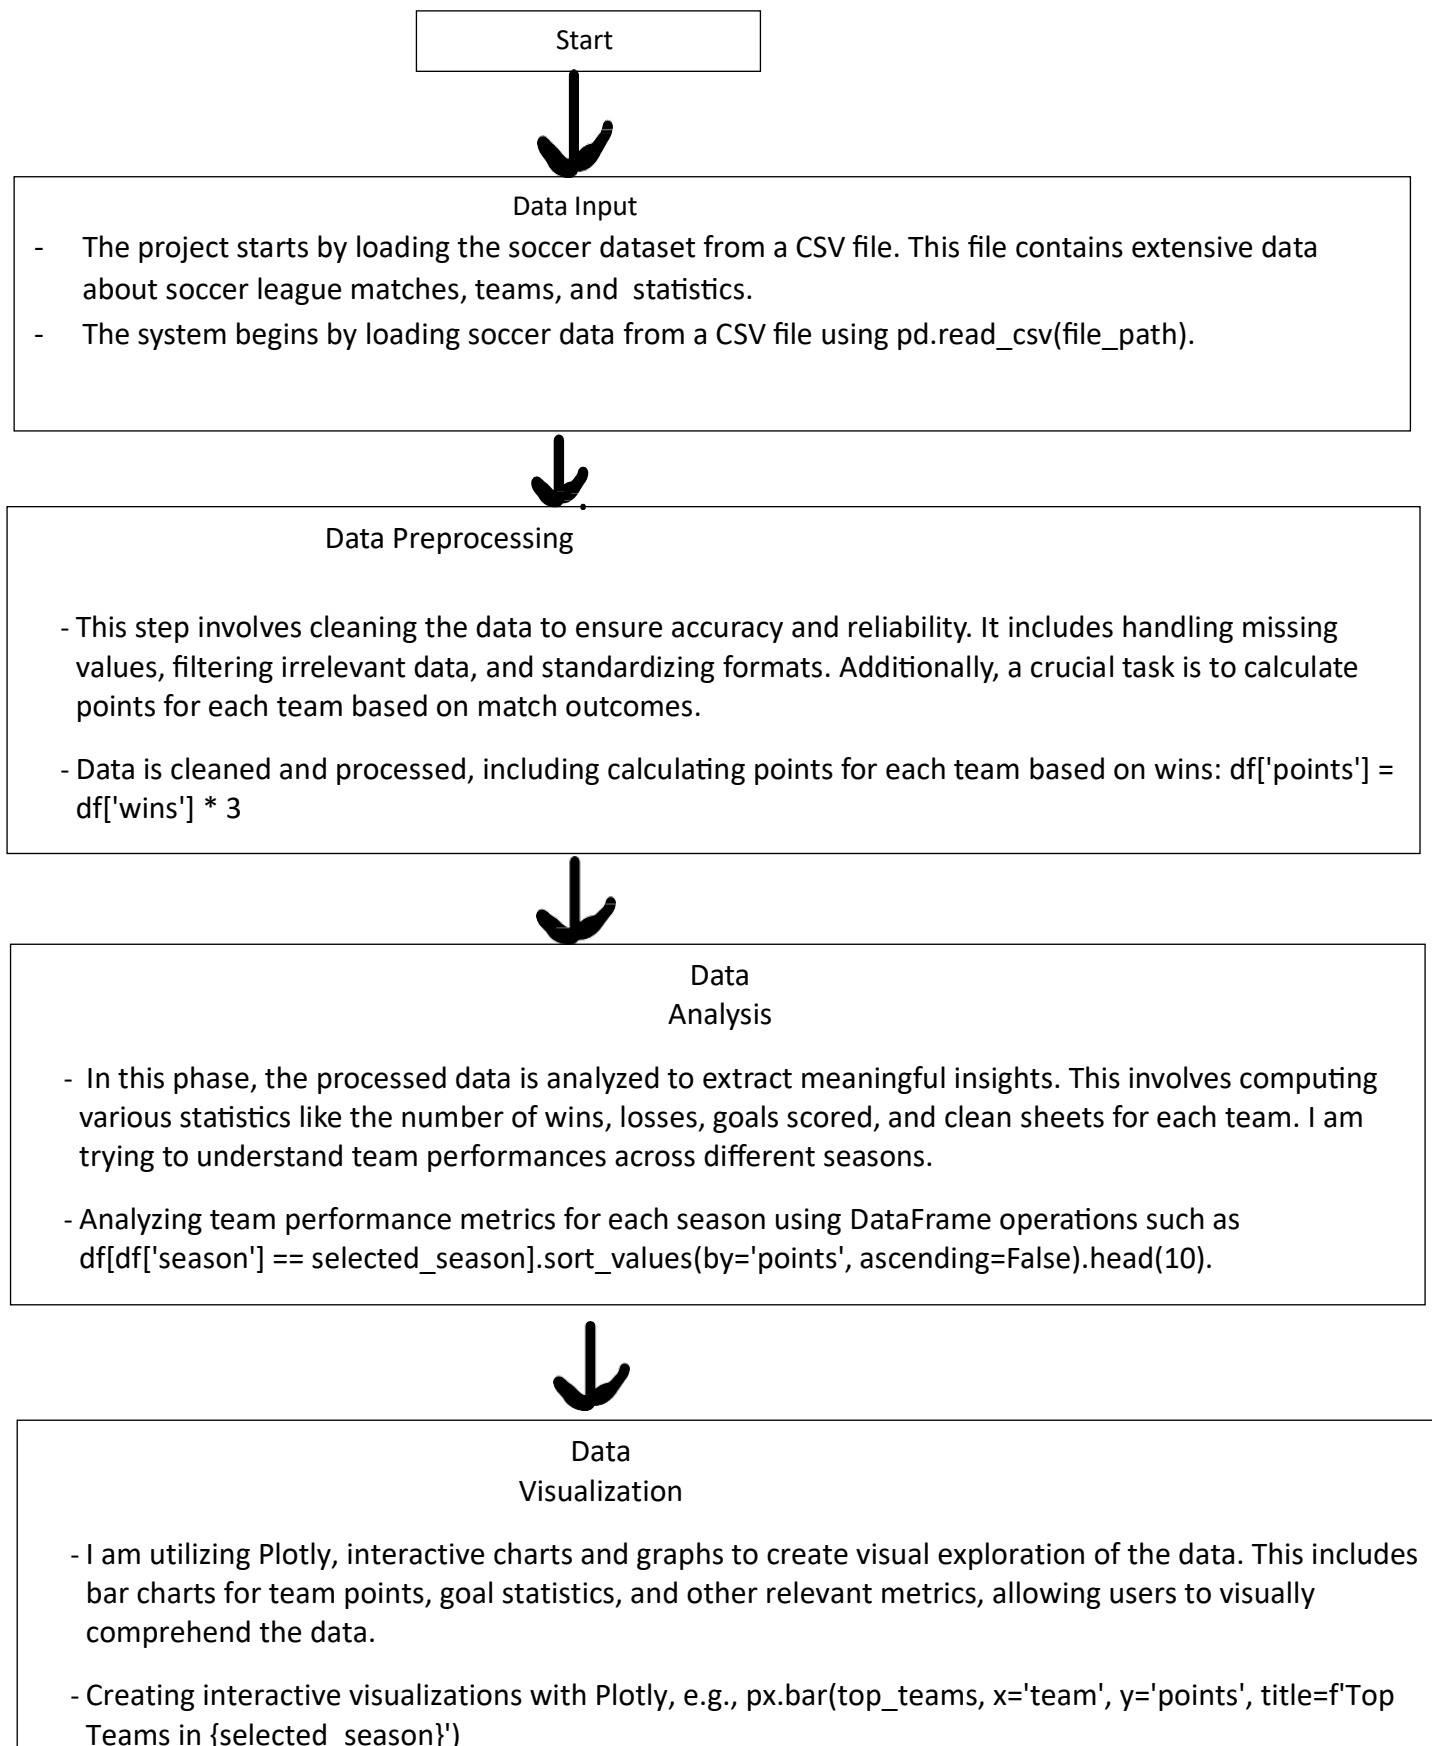 Start
Data Input
- The project starts by loading the soccer dataset from a CSV file. This file contains extensive data
about soccer league matches, teams, and  statistics.
- The system begins by loading soccer data from a CSV file using pd.read_csv(file_path).
Data Preprocessing
- This step involves cleaning the data to ensure accuracy and reliability. It includes handling missing
values, filtering irrelevant data, and standardizing formats. Additionally, a crucial task is to calculate
points for each team based on match outcomes.
- Data is cleaned and processed, including calculating points for each team based on wins: df['points'] =
df['wins'] * 3
Data
Analysis
- In this phase, the processed data is analyzed to extract meaningful insights. This involves computing
various statistics like the number of wins, losses, goals scored, and clean sheets for each team. I am
trying to understand team performances across different seasons.
- Analyzing team performance metrics for each season using DataFrame operations such as
df[df['season'] == selected_season].sort_values(by='points', ascending=False).head(10).
Data
Visualization
- I am utilizing Plotly, interactive charts and graphs to create visual exploration of the data. This includes
bar charts for team points, goal statistics, and other relevant metrics, allowing users to visually
comprehend the data.
- Creating interactive visualizations with Plotly, e.g., px.bar(top_teams, x='team', y='points', title=f'Top
Teams in {selected_season}')